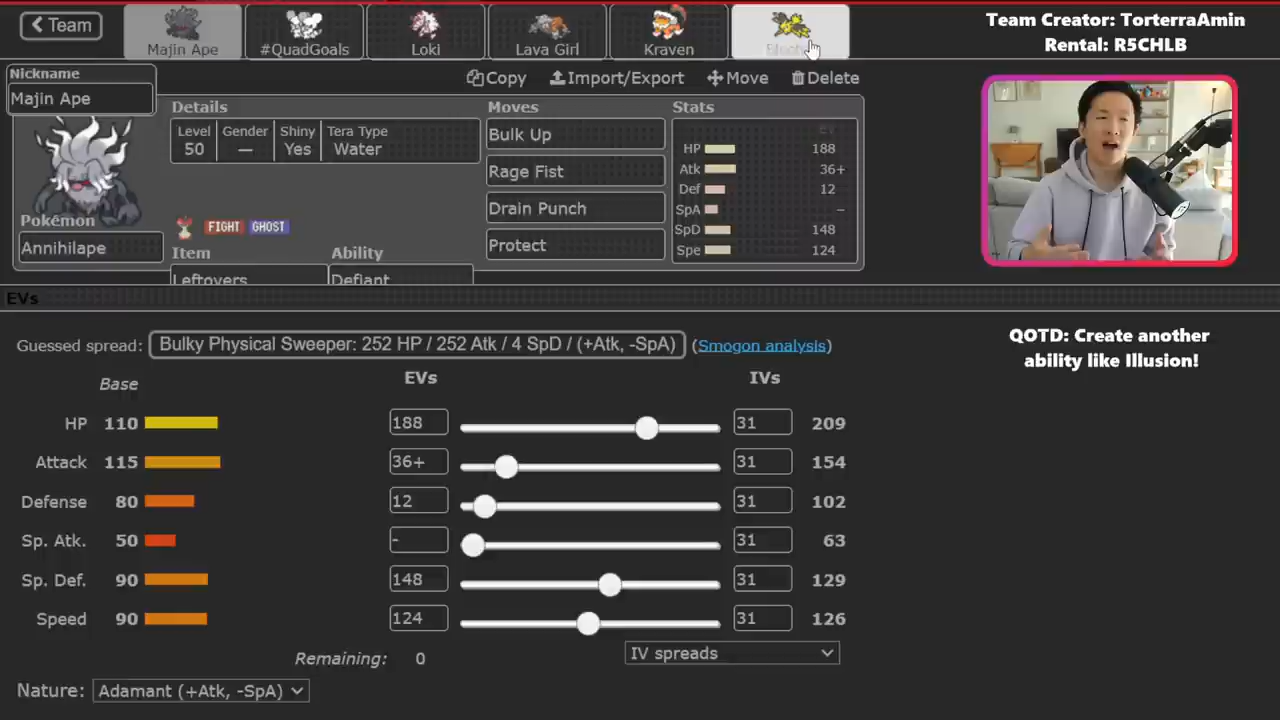 Team
Majin Ape
#QuadGoals
Loki
Lava Girl
Kraven
Team Creator: TorterraAmin
Rental: R5CHLB
Nickname
Majin Ape
Copy
Import/Export
Move
Delete
Details
Level
50
Gender
—
Shiny
Yes
Tera Type
Water
Moves
Bulk Up
Rage Fist
Drain Punch
Protect
Stats
EV
HP 188
Atk 36+
Def 12
SpA –
SpD 148
Spe 124
Pokémon
Annihilape
FIGHT GHOST
Item
Leftovers
Ability
Defiant
EVs
Guessed spread: Bulky Physical Sweeper: 252 HP / 252 Atk / 4 SpD / (+Atk, -SpA) (Smogon analysis)
QOTD: Create another
ability like Illusion!
Base EVs IVs
HP 110 188 31 209
Attack 115 36+ 31 154
Defense 80 12 31 102
Sp. Atk. 50 - 31 63
Sp. Def. 90 148 31 129
Speed 90 124 31 126
Remaining: 0
IV spreads
Nature: Adamant (+Atk, -SpA)